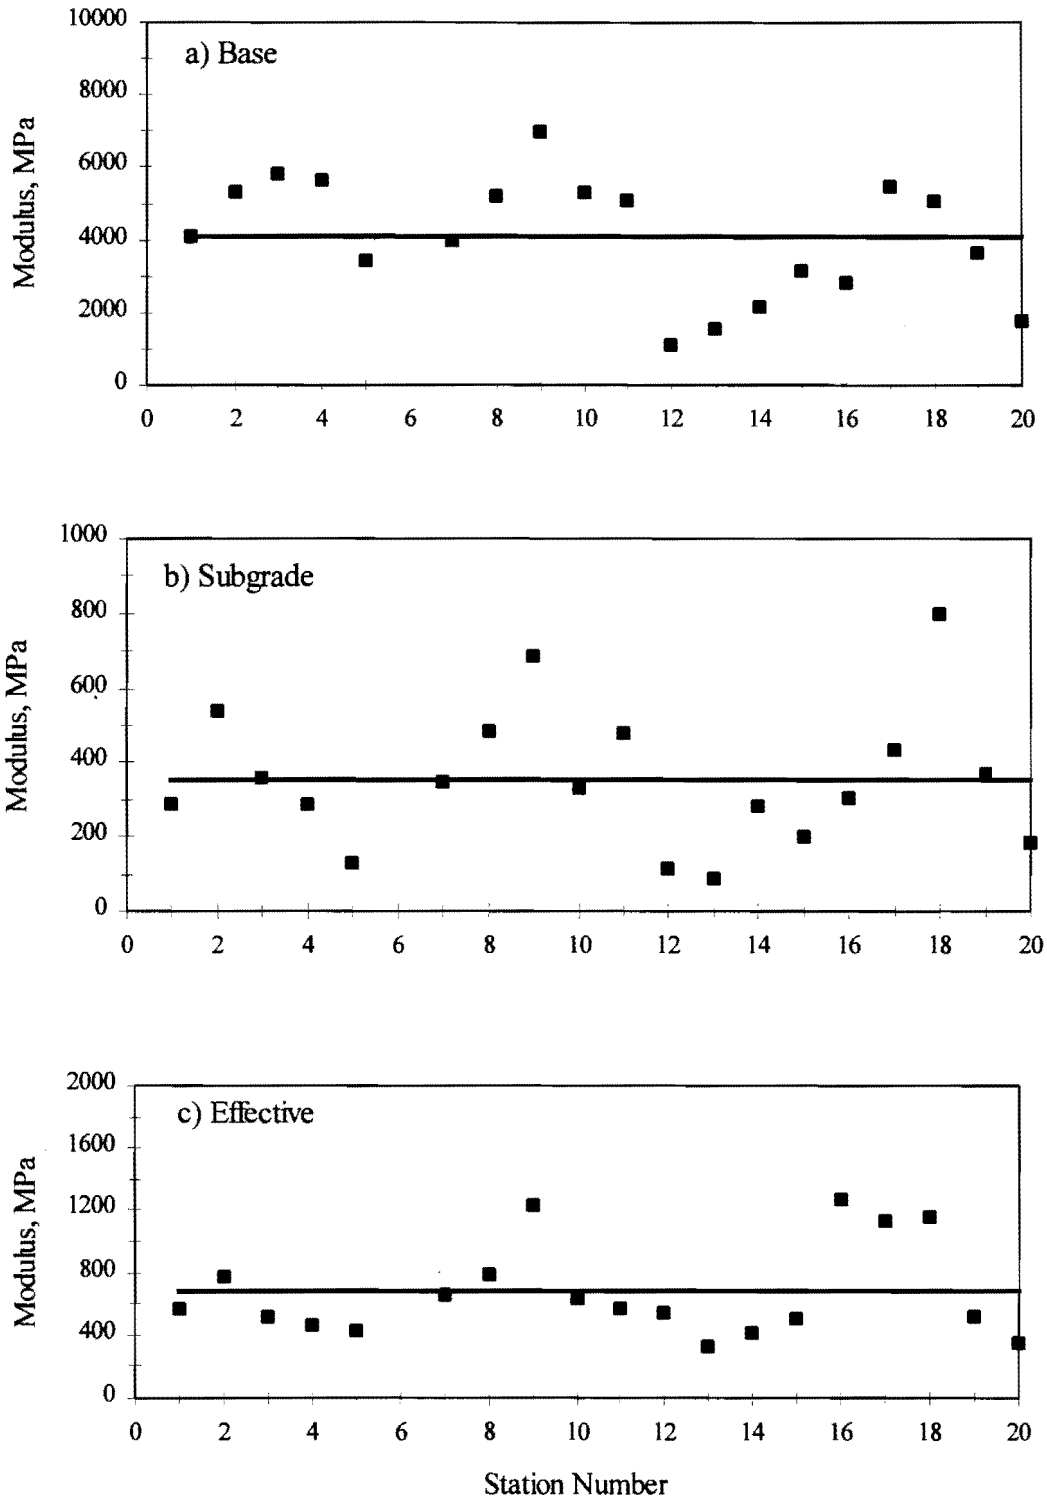 a) Base
Modulus, MPa
10000
8000
6000
4000
2000
0
0 2 4 6 8 10 12 14 16 18 20
b) Subgrade
Modulus, MPa
1000
800
600
400
200
0
0 2 4 6 8 10 12 14 16 18 20
c) Effective
Modulus, MPa
2000
1600
1200
800
400
0
0 2 4 6 8 10 12 14 16 18 20
Station Number